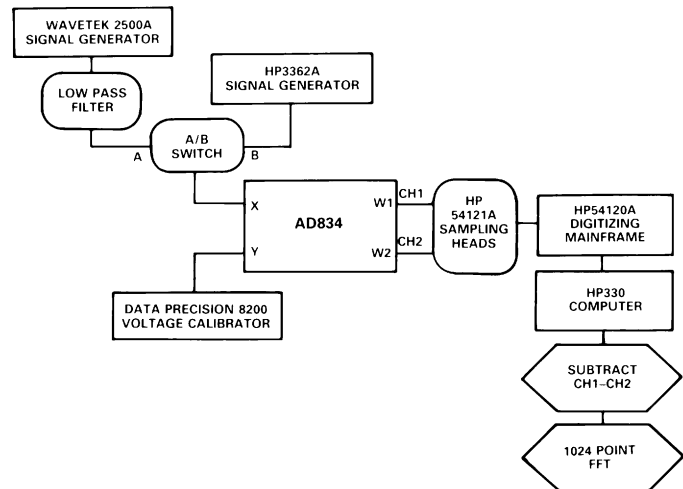 WAVETEK 2500A
SIGNAL GENERATOR
LOW PASS
FILTER
HP3362A
SIGNAL GENERATOR
A/B
SWITCH
A
B
X
Y
AD834
W1
W2
CH1
CH2
HP
54121A
SAMPLING
HEADS
HP54120A
DIGITIZING
MAINFRAME
DATA PRECISION 8200
VOLTAGE CALIBRATOR
HP330
COMPUTER
SUBTRACT
CH1–CH2
1024 POINT
FFT